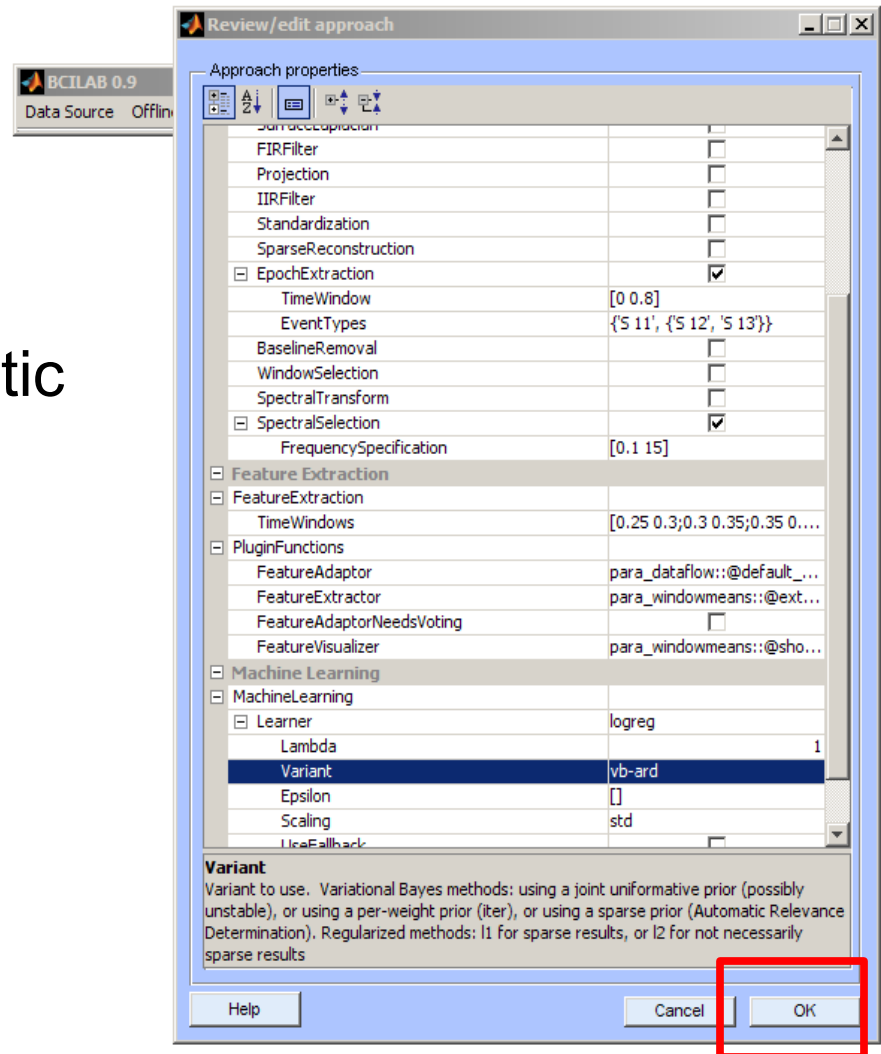 Review/edit approach
BCILAB 0.9
Data Source Offlin
tic
Approach properties
SurfaceLaplacian
FIRFilter
Projection
IIRFilter
Standardization
SparseReconstruction
EpochExtraction
TimeWindow [0 0.8]
EventTypes {'S 11', {'S 12', 'S 13'}}
BaselineRemoval
WindowSelection
SpectralTransform
SpectralSelection
FrequencySpecification [0.1 15]
Feature Extraction
FeatureExtraction
TimeWindows [0.25 0.3;0.3 0.35;0.35 0....
PluginFunctions
FeatureAdaptor para_dataflow::@default_...
FeatureExtractor para_windowmeans::@ext...
FeatureAdaptorNeedsVoting
FeatureVisualizer para_windowmeans::@sho...
Machine Learning
MachineLearning
Learner logreg
Lambda 1
Variant vb-ard
Epsilon []
Scaling std
UseFallback
Variant
Variant to use. Variational Bayes methods: using a joint uniformative prior (possibly
unstable), or using a per-weight prior (iter), or using a sparse prior (Automatic Relevance
Determination). Regularized methods: l1 for sparse results, or l2 for not necessarily
sparse results
Help Cancel OK